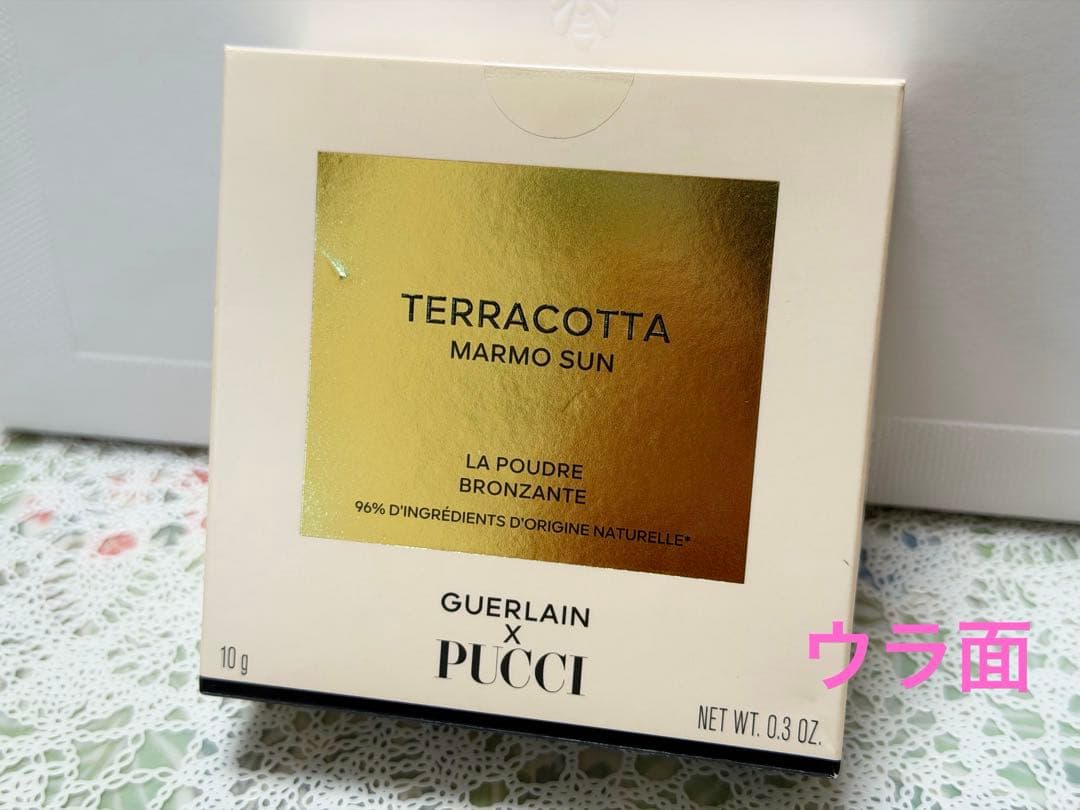 TERRACOTTA
MARMO SUN
LA POUDRE
BRONZANTE
96% D'INGRÉDIENTS D'ORIGINE NATURELLE*
GUERLAIN
X
PUCCI
10 g
NET WT. 0.3 OZ.
ウラ面